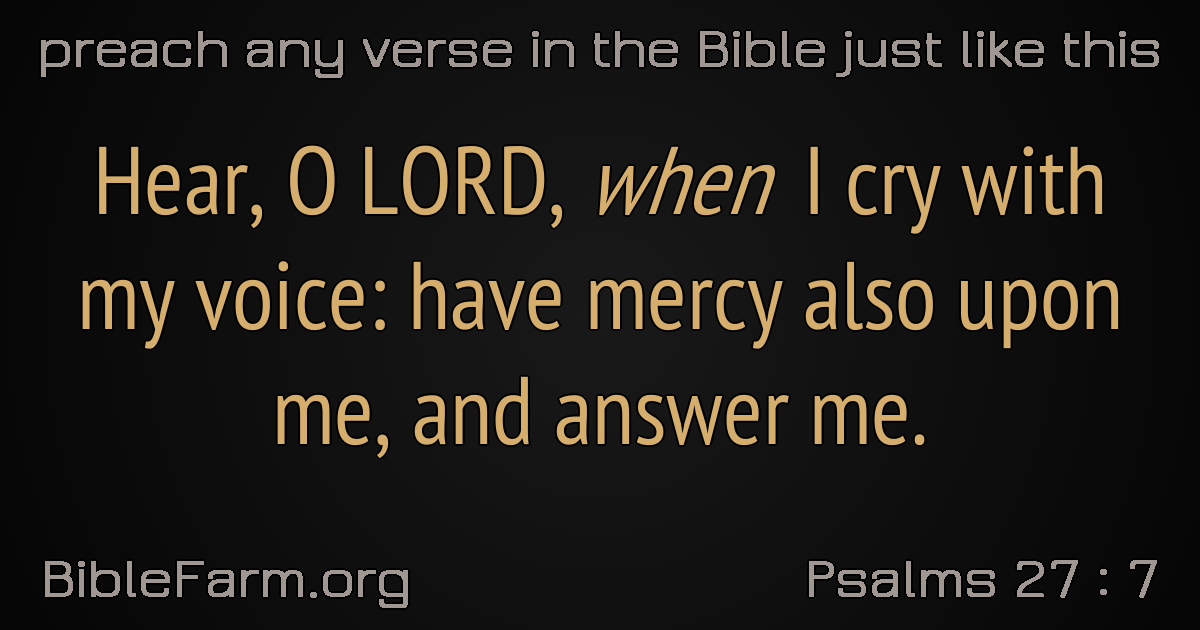 preach any verse in the Bible just like this
Hear, O LORD, when I cry with
my voice: have mercy also upon
me, and answer me.
BibleFarm.org
Psalms 27 : 7